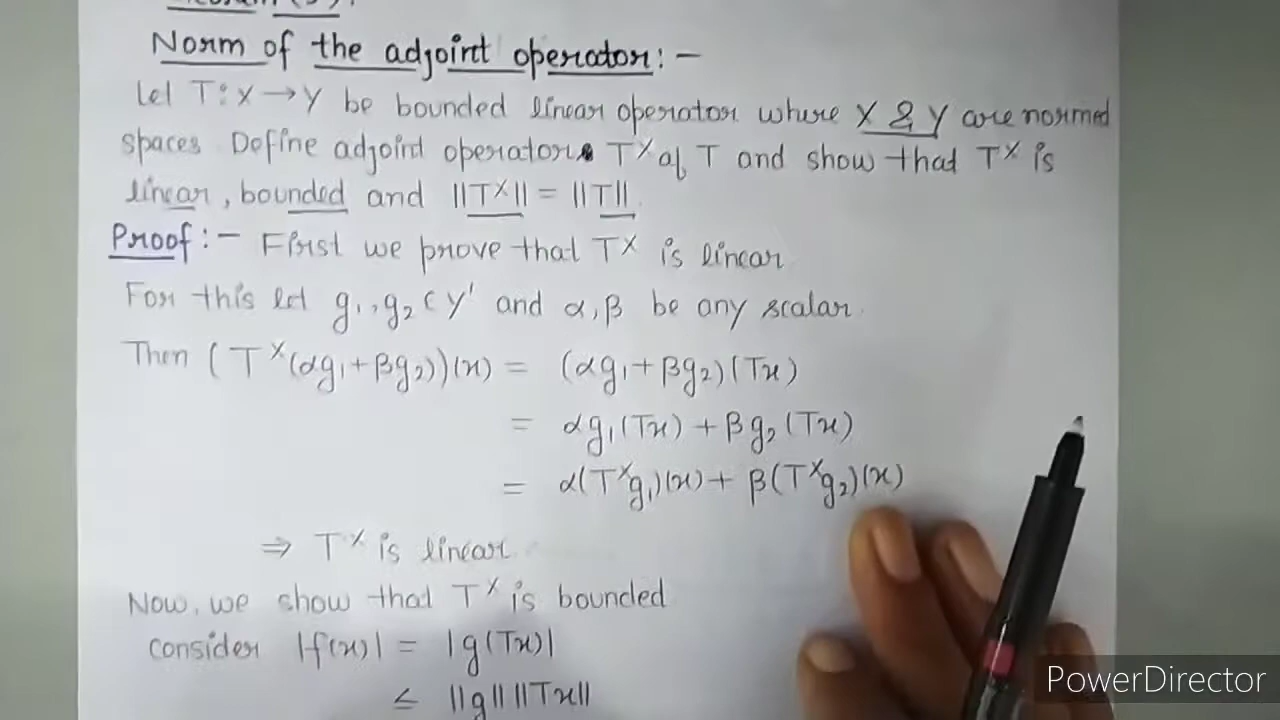 Norm of the adjoint operator:-
Let T:X→Y be bounded linear operator where X & Y are normed
spaces Define adjoint operator T× of T and show that T× is
linear, bounded and ||T×|| = ||T||
Proof:- First we prove that T× is linear
For this let g₁,g₂ ∈ Y' and α,β be any scalar.
Then (T×(αg₁+βg₂))(x) = (αg₁+βg₂)(Tx)
= αg₁(Tx) + βg₂(Tx)
= α(T×g₁)(x) + β(T×g₂)(x)
⇒ T× is linear
Now, we show that T× is bounded
consider |f(x)| = |g(Tx)|
≤ ||g|| ||Tx||
PowerDirector